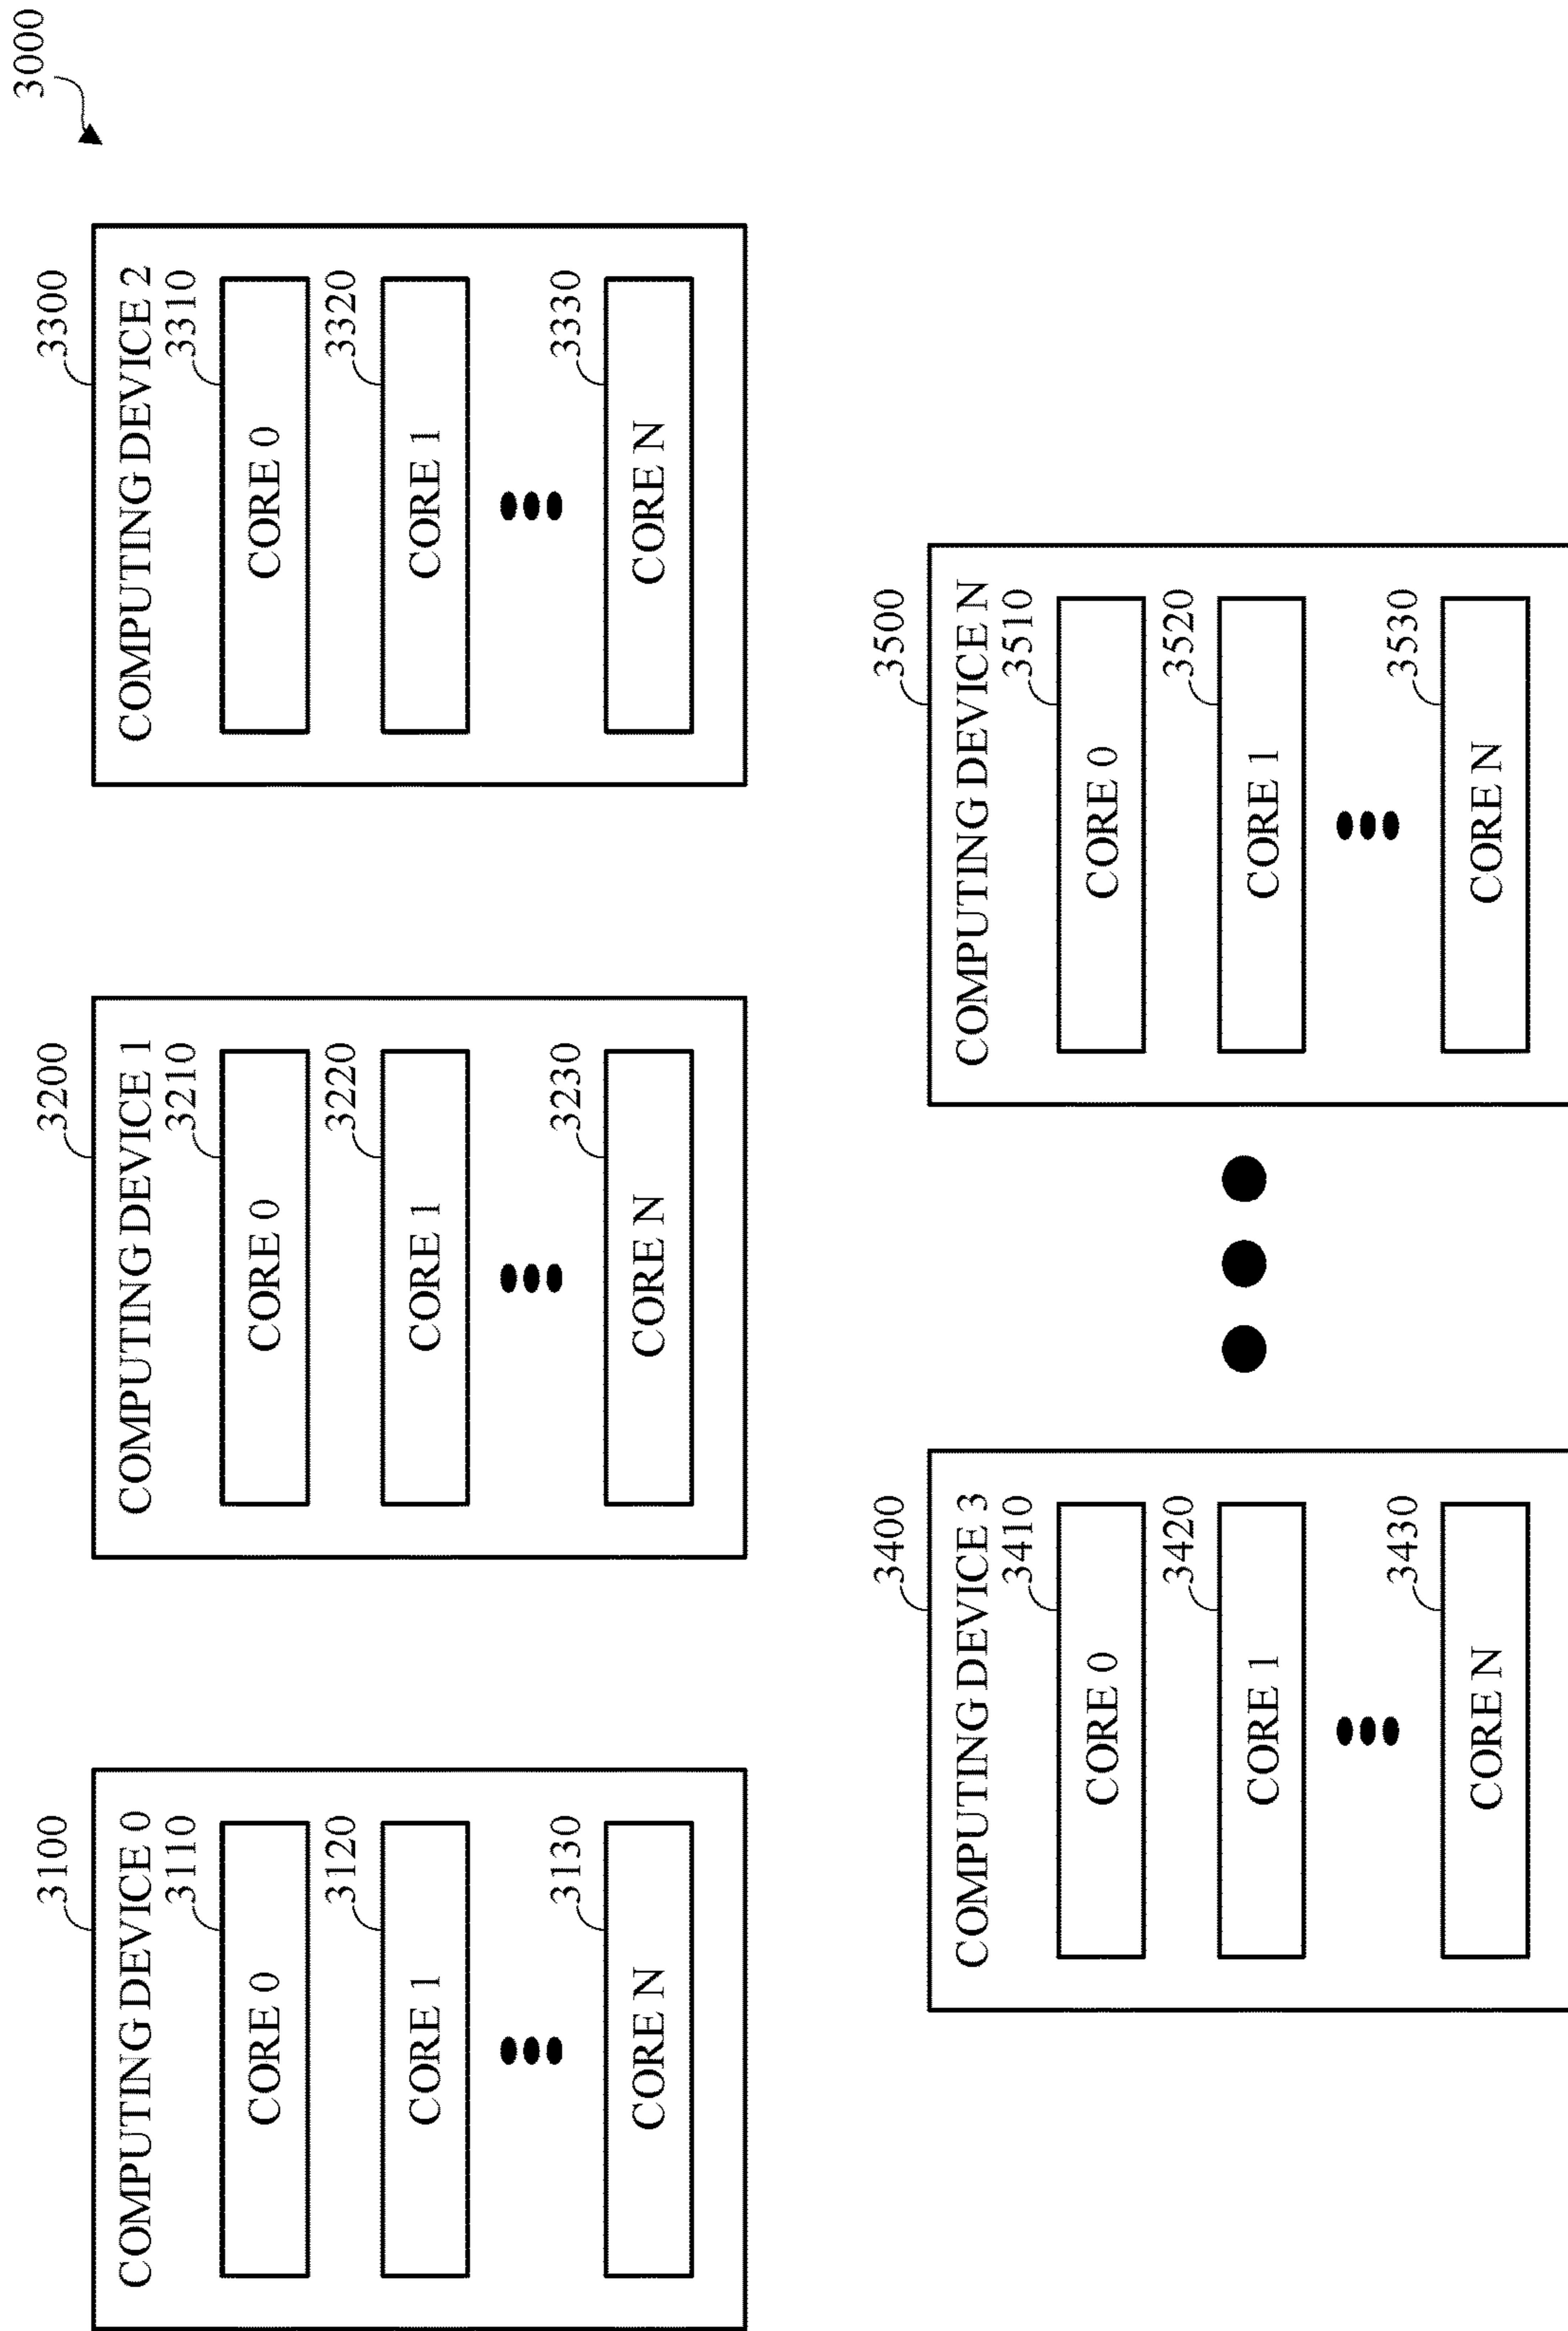 3000
3100
COMPUTING DEVICE 0
3110
CORE 0
3120
CORE 1
3130
CORE N
3200
COMPUTING DEVICE 1
3210
CORE 0
3220
CORE 1
3230
CORE N
3300
COMPUTING DEVICE 2
3310
CORE 0
3320
CORE 1
3330
CORE N
3400
COMPUTING DEVICE 3
3410
CORE 0
3420
CORE 1
3430
CORE N
3500
COMPUTING DEVICE N
3510
CORE 0
3520
CORE 1
3530
CORE N